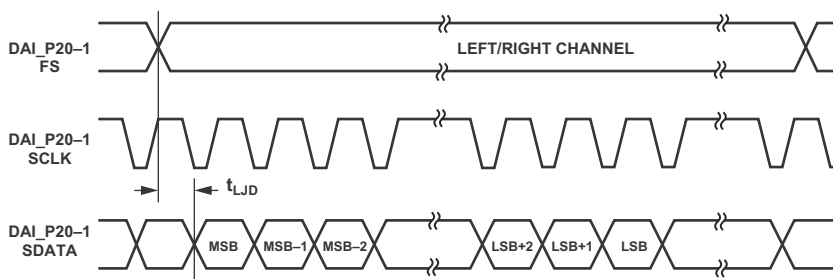 DAI_P20–1
FS
LEFT/RIGHT CHANNEL
DAI_P20–1
SCLK
tLJD
DAI_P20–1
SDATA
MSB MSB–1 MSB–2 LSB+2 LSB+1 LSB